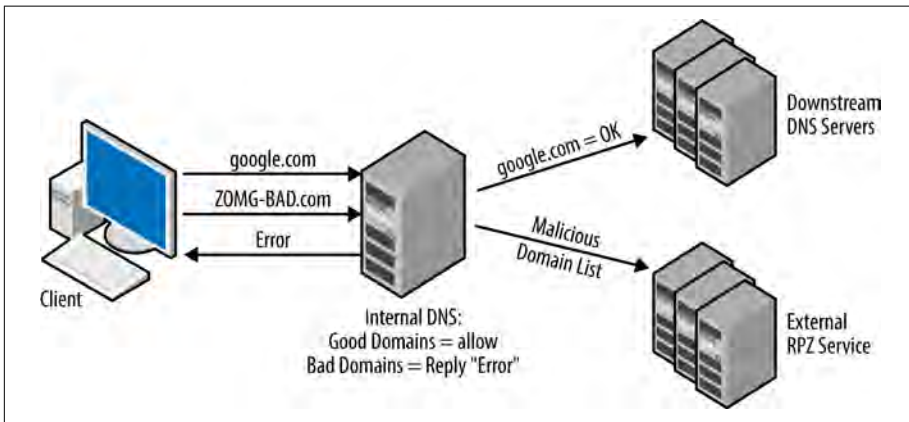 google.com
ZOMG-BAD.com
Error
Client
Internal DNS:
Good Domains = allow
Bad Domains = Reply "Error"
google.com = OK
Malicious
Domain List
Downstream
DNS Servers
External
RPZ Service